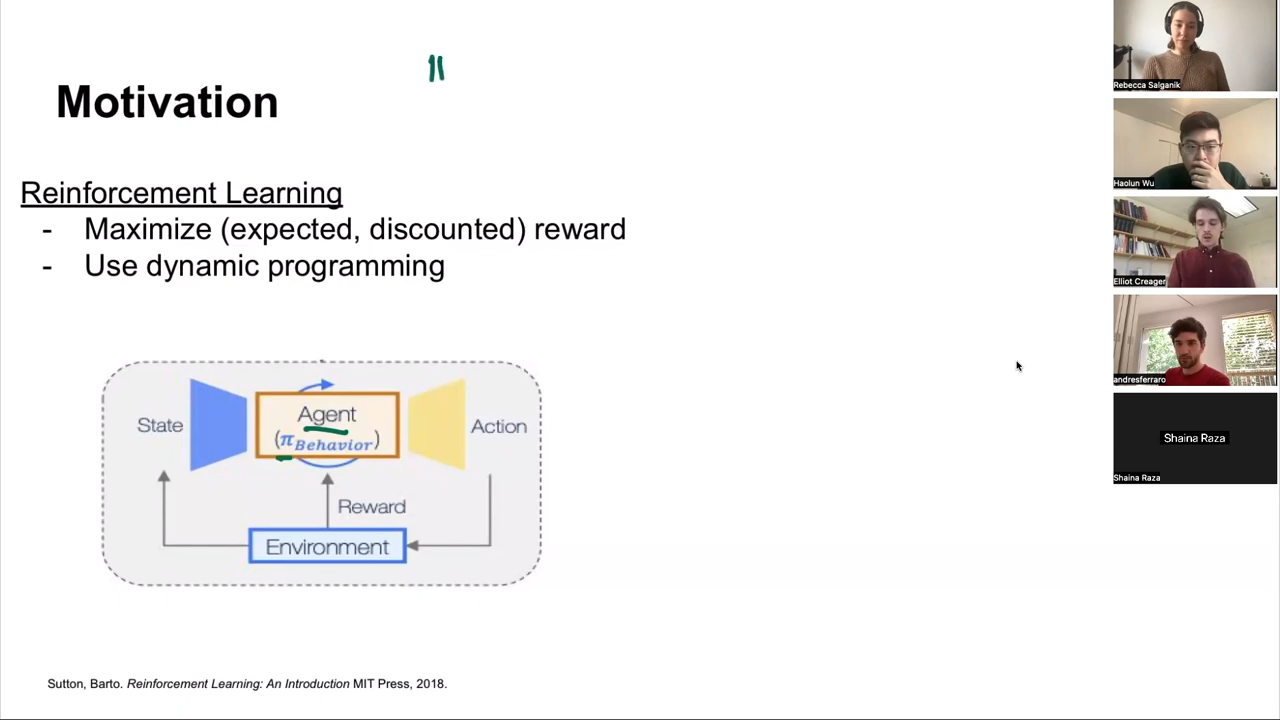 Motivation
Reinforcement Learning
- Maximize (expected, discounted) reward
- Use dynamic programming
State
Agent
(π Behavior)
Action
Reward
Environment
Sutton, Barto. Reinforcement Learning: An Introduction MIT Press, 2018.
Rebecca Salganik
Haolun Wu
Elliot Creager
andresferraro
Shaina Raza
Shaina Raza